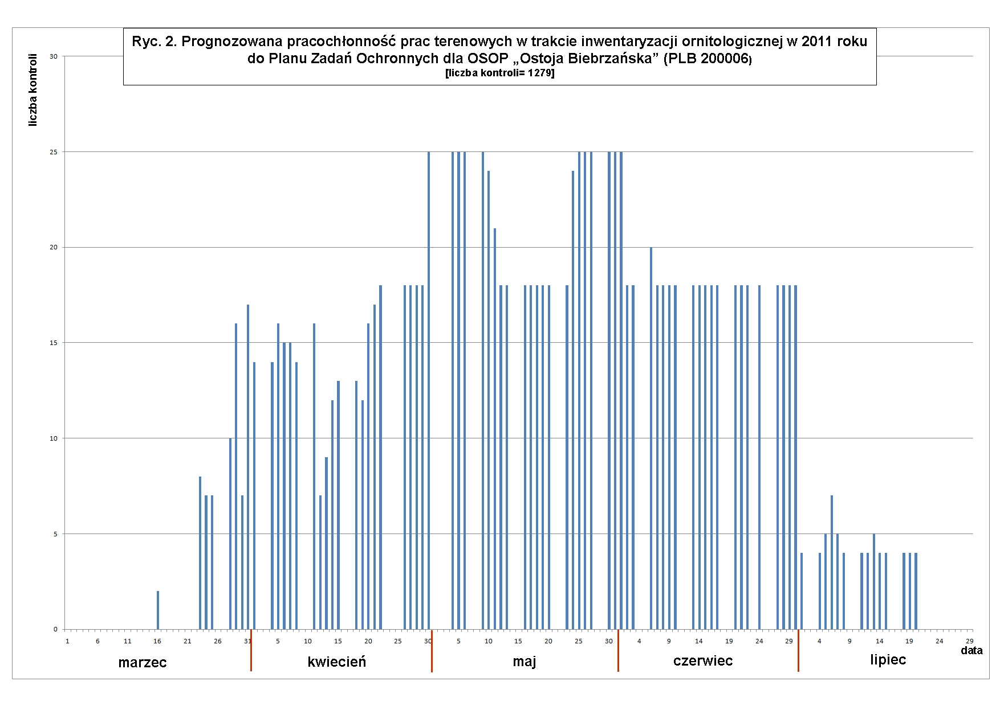 Ryc. 2. Prognozowana pracochłonność prac terenowych w trakcie inwentaryzacji ornitologicznej w 2011 roku
do Planu Zadań Ochronnych dla OSOP „Ostoja Biebrzańska” (PLB 200006)
[liczba kontroli= 1279]
liczba kontroli
30
25
20
15
10
5
0
1 6 11 16 21 26 31 5 10 15 20 25 30 5 10 15 20 25 30 4 9 14 19 24 29 4 9 14 19 24 29
data
marzec kwiecień maj czerwiec lipiec